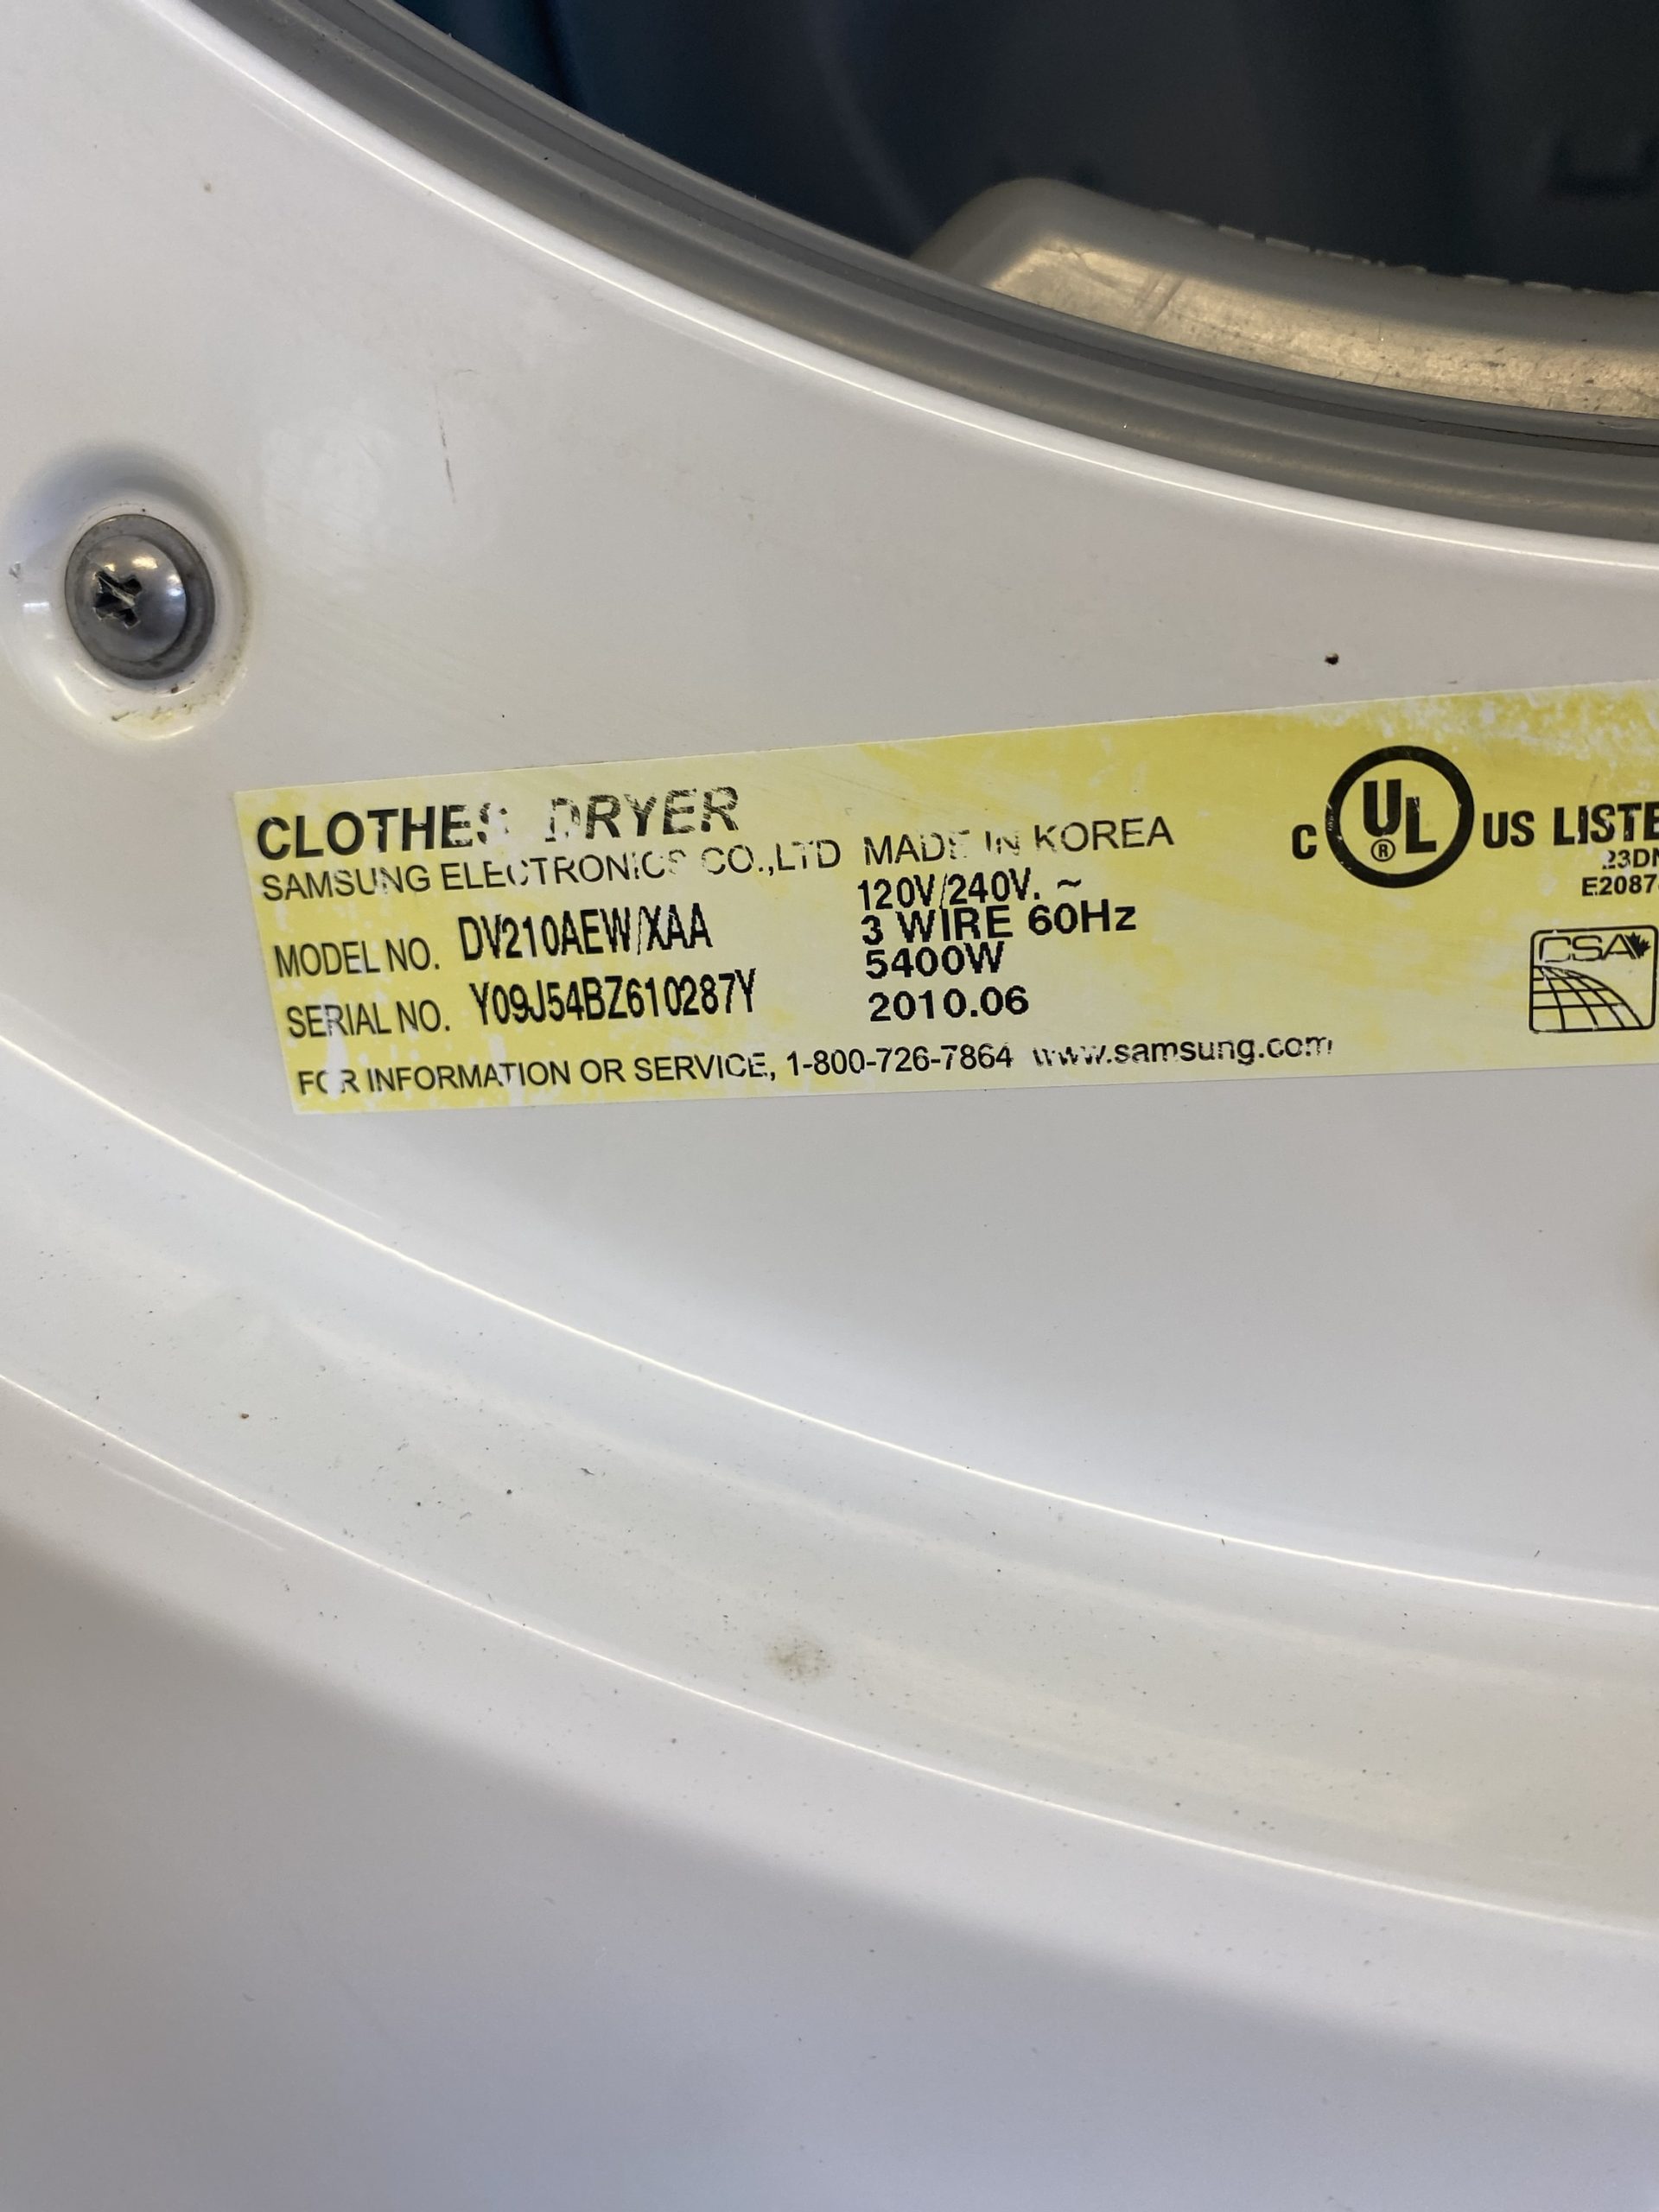 CLOTHES DRYER
SAMSUNG ELECTRONICS CO.,LTD MADE IN KOREA
MODEL NO. DV210AEW/XAA
SERIAL NO. Y09J54BZ610287Y
120V/240V. ~
3 WIRE 60Hz
5400W
2010.06
FOR INFORMATION OR SERVICE, 1-800-726-7864 www.samsung.com
C UL ® US LISTE
23DN
E2087
CSA